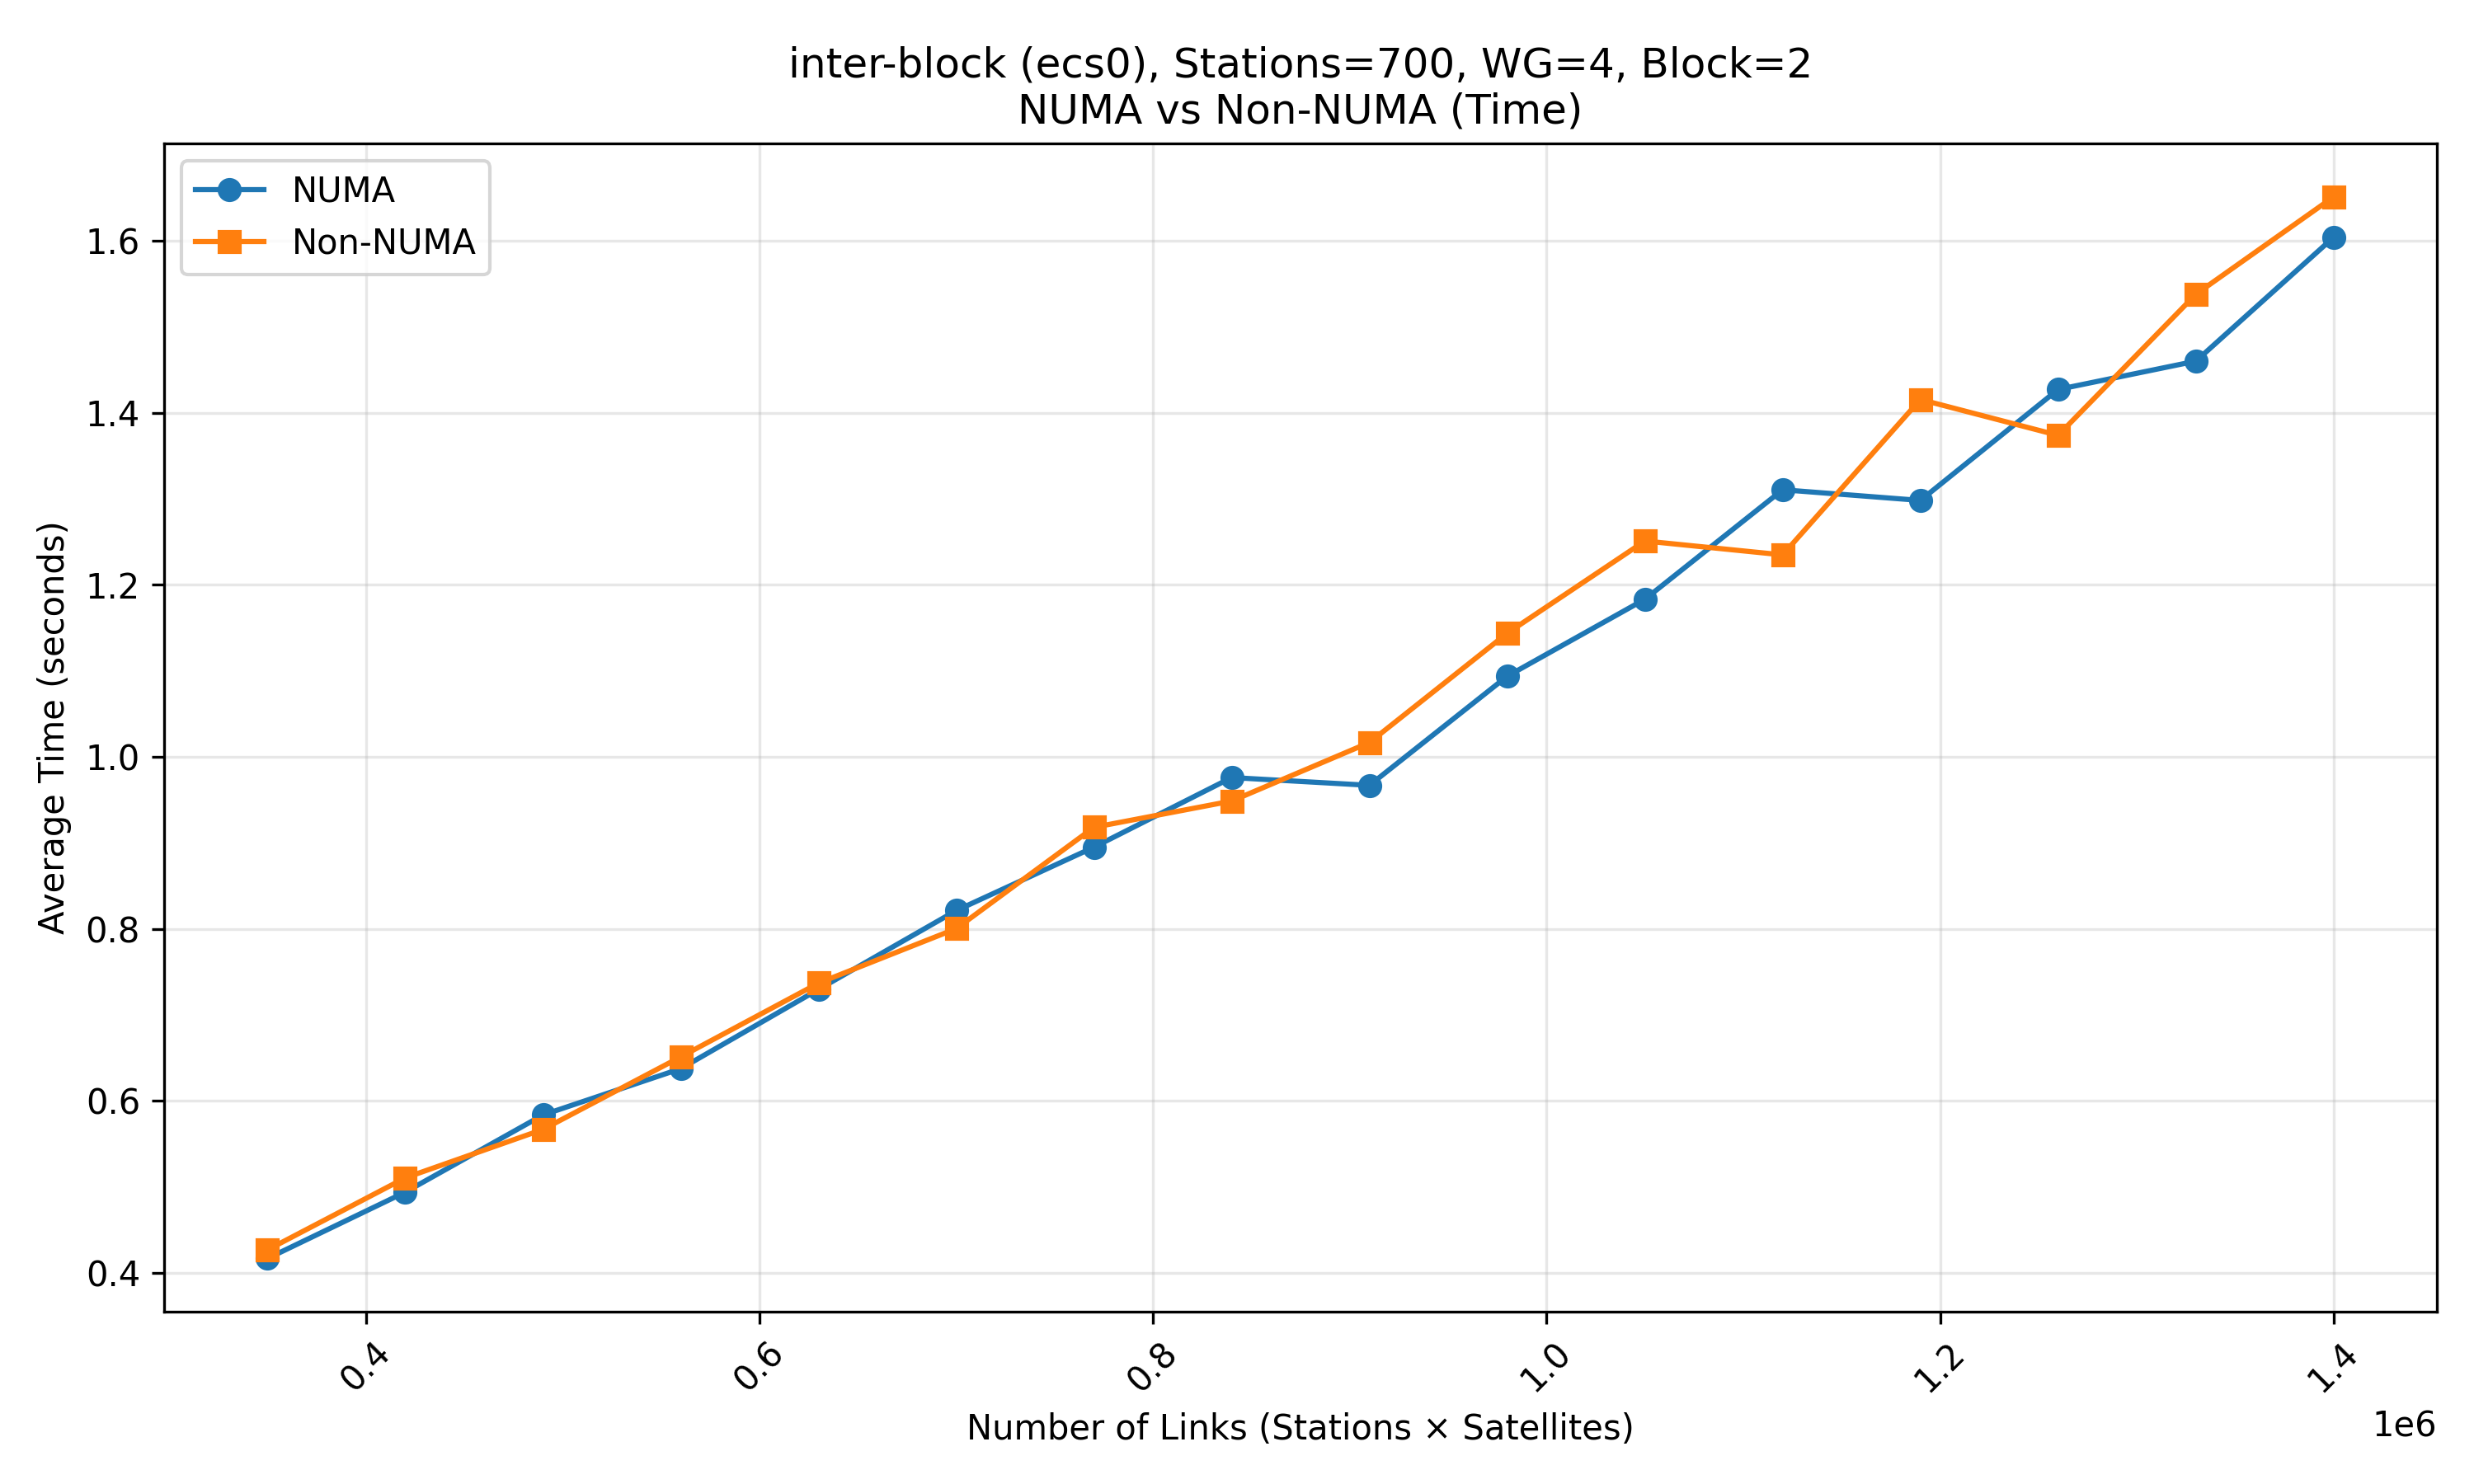 inter-block (ecs0), Stations=700, WG=4, Block=2
NUMA vs Non-NUMA (Time)
NUMA
Non-NUMA
Average Time (seconds)
1.6
1.4
1.2
1.0
0.8
0.6
0.4
0.4
0.6
0.8
1.0
1.2
1.4
1e6
Number of Links (Stations × Satellites)